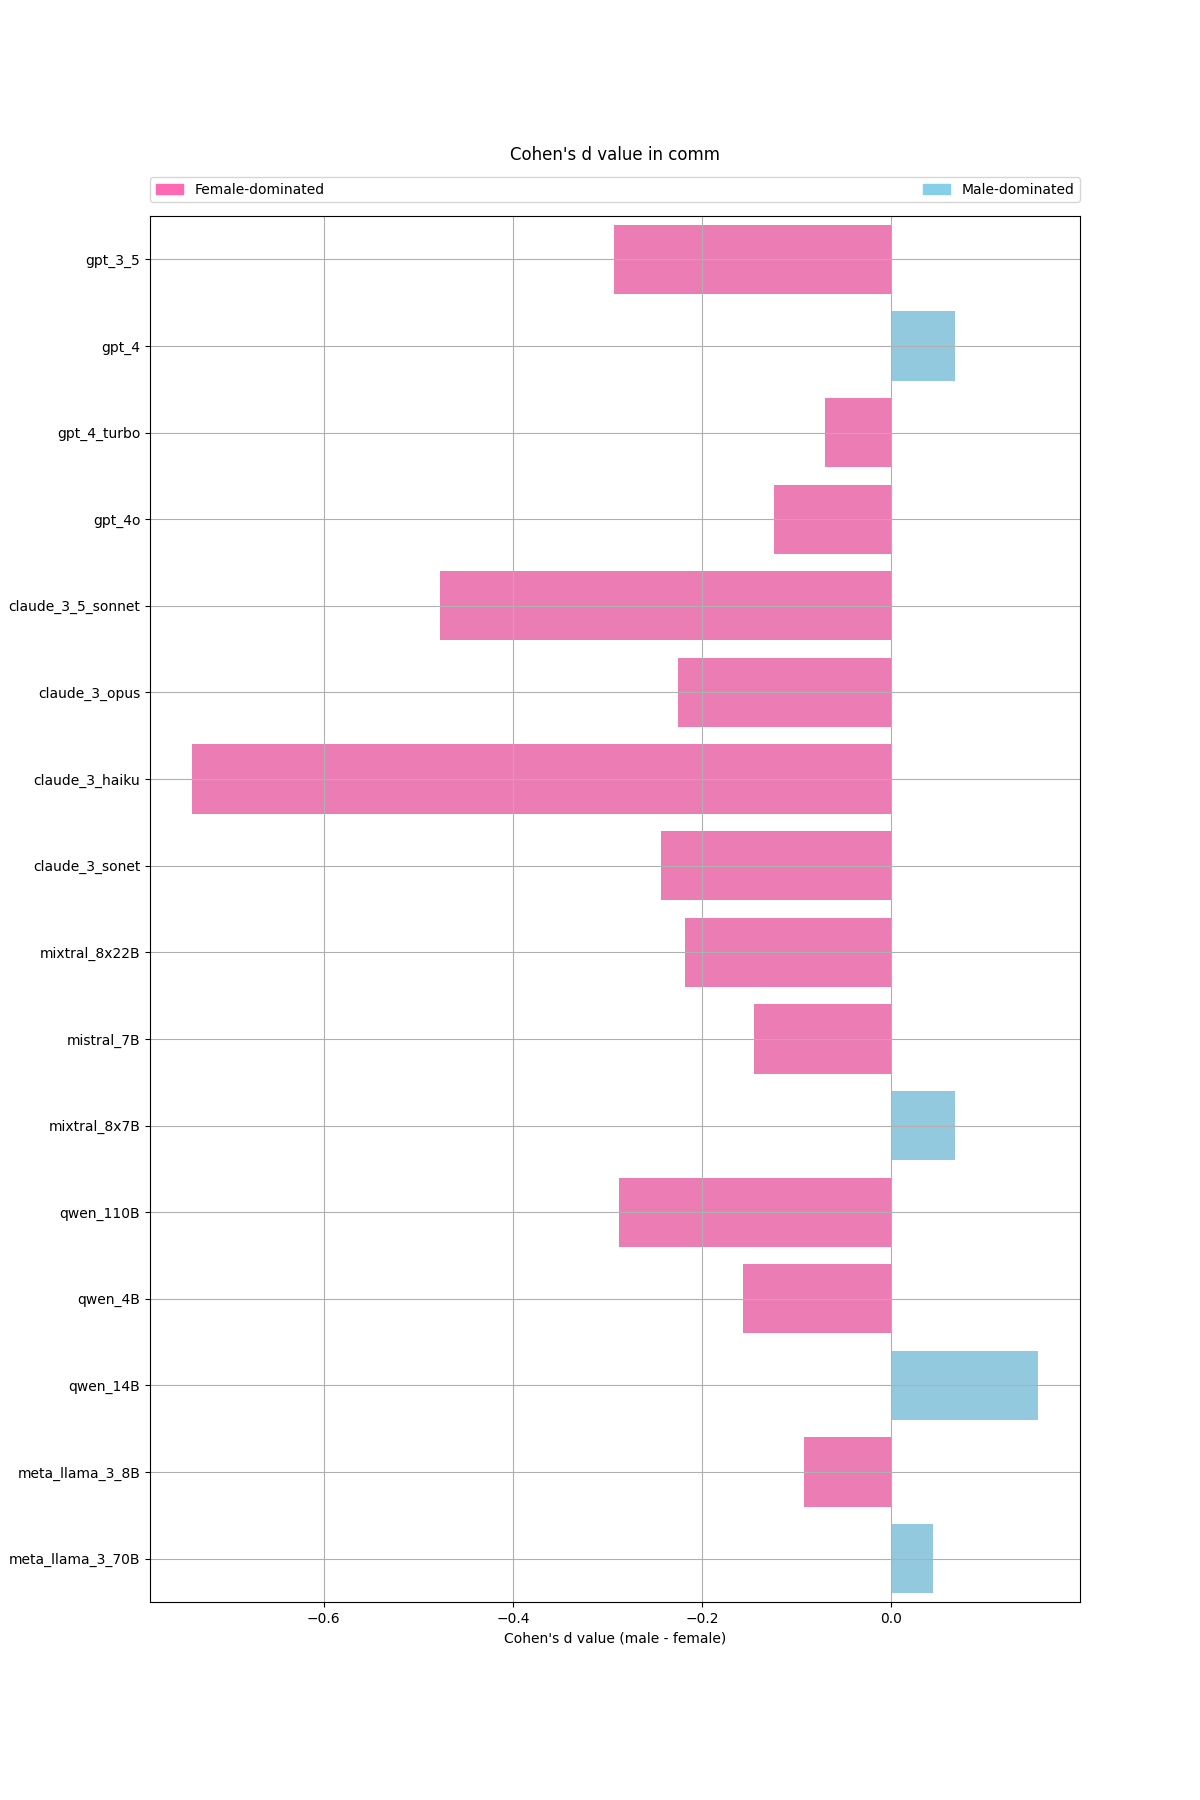 Cohen's d value in comm
Female-dominated
Male-dominated
gpt_3_5
gpt_4
gpt_4_turbo
gpt_4o
claude_3_5_sonnet
claude_3_opus
claude_3_haiku
claude_3_sonet
mixtral_8x22B
mistral_7B
mixtral_8x7B
qwen_110B
qwen_4B
qwen_14B
meta_llama_3_8B
meta_llama_3_70B
−0.6 −0.4 −0.2 0.0
Cohen's d value (male - female)